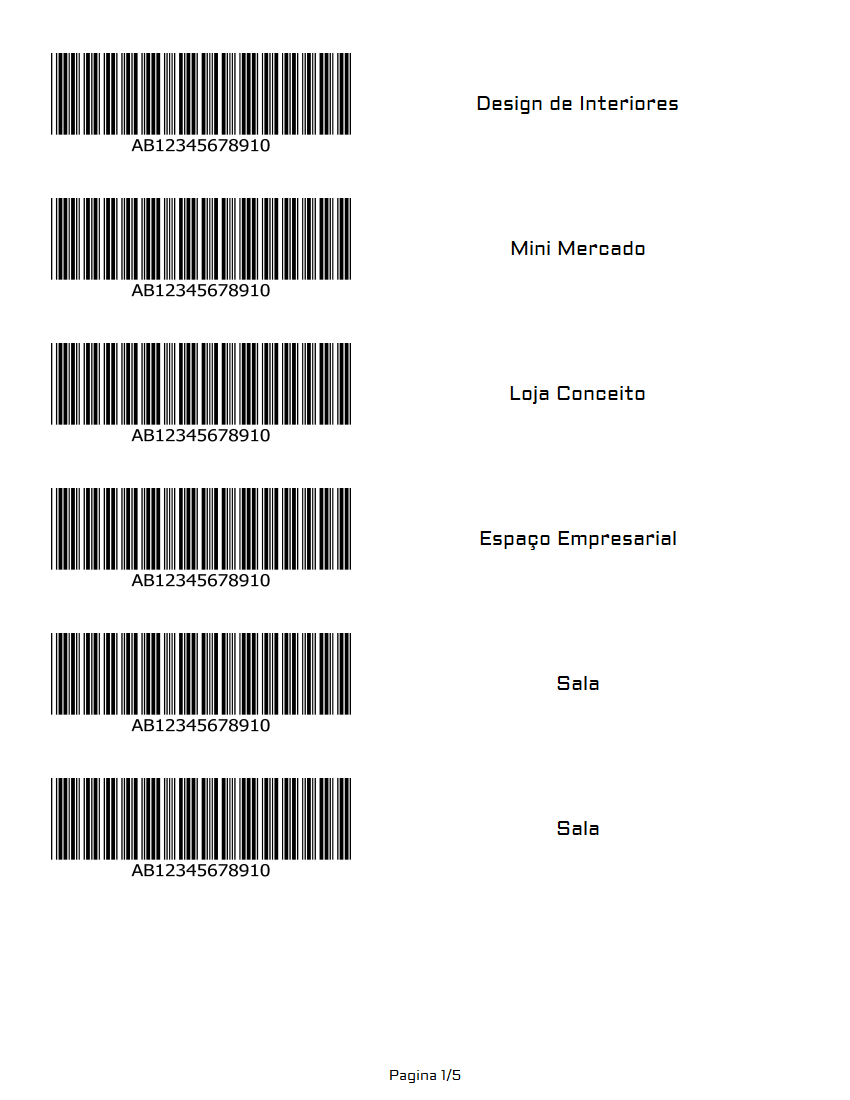 Design de Interiores
AB12345678910
Mini Mercado
AB12345678910
Loja Conceito
AB12345678910
Espaço Empresarial
AB12345678910
Sala
AB12345678910
Sala
AB12345678910
Pagina 1/5